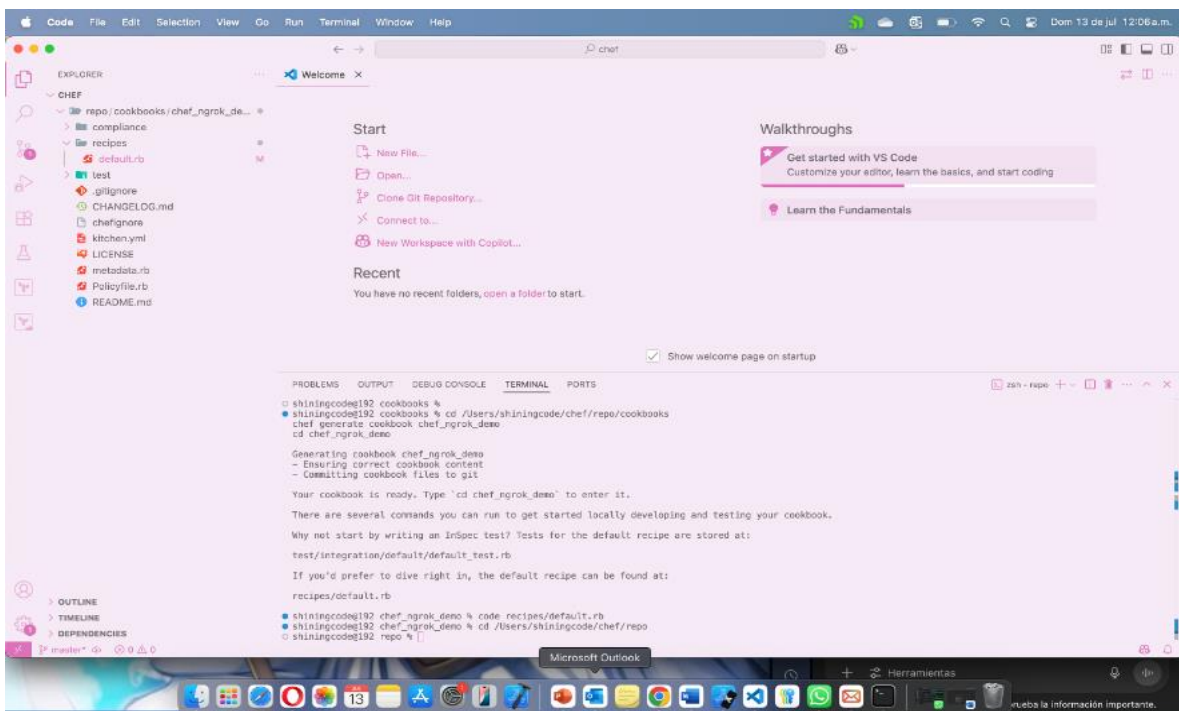 Code File Edit Selection View Go Run Terminal Window Help
Dom 13 de jul 12:06 a.m.
chef
EXPLORER
Welcome
CHEF
repo/cookbooks/chef_ngrok_de...
compliance
recipes
default.rb M
test
.gitignore
CHANGELOG.md
chefignore
kitchen.yml
LICENSE
metadata.rb
Policyfile.rb
README.md
OUTLINE
TIMELINE
DEPENDENCIES
Start
New File...
Open...
Clone Git Repository...
Connect to...
New Workspace with Copilot...
Recent
You have no recent folders, open a folder to start.
Walkthroughs
Get started with VS Code
Customize your editor, learn the basics, and start coding
Learn the Fundamentals
Show welcome page on startup
PROBLEMS OUTPUT DEBUG CONSOLE TERMINAL PORTS
zsh - repo
shiningcode@192 cookbooks %
shiningcode@192 cookbooks % cd /Users/shiningcode/chef/repo/cookbooks
chef generate cookbook chef_ngrok_demo
cd chef_ngrok_demo
Generating cookbook chef_ngrok_demo
- Ensuring correct cookbook content
- Committing cookbook files to git
Your cookbook is ready. Type `cd chef_ngrok_demo` to enter it.
There are several commands you can run to get started locally developing and testing your cookbook.
Why not start by writing an InSpec test? Tests for the default recipe are stored at:
test/integration/default/default_test.rb
If you'd prefer to dive right in, the default recipe can be found at:
recipes/default.rb
shiningcode@192 chef_ngrok_demo % code recipes/default.rb
shiningcode@192 chef_ngrok_demo % cd /Users/shiningcode/chef/repo
shiningcode@192 repo %
master* 0 0
Microsoft Outlook
Herramientas
13
rueba la información importante.